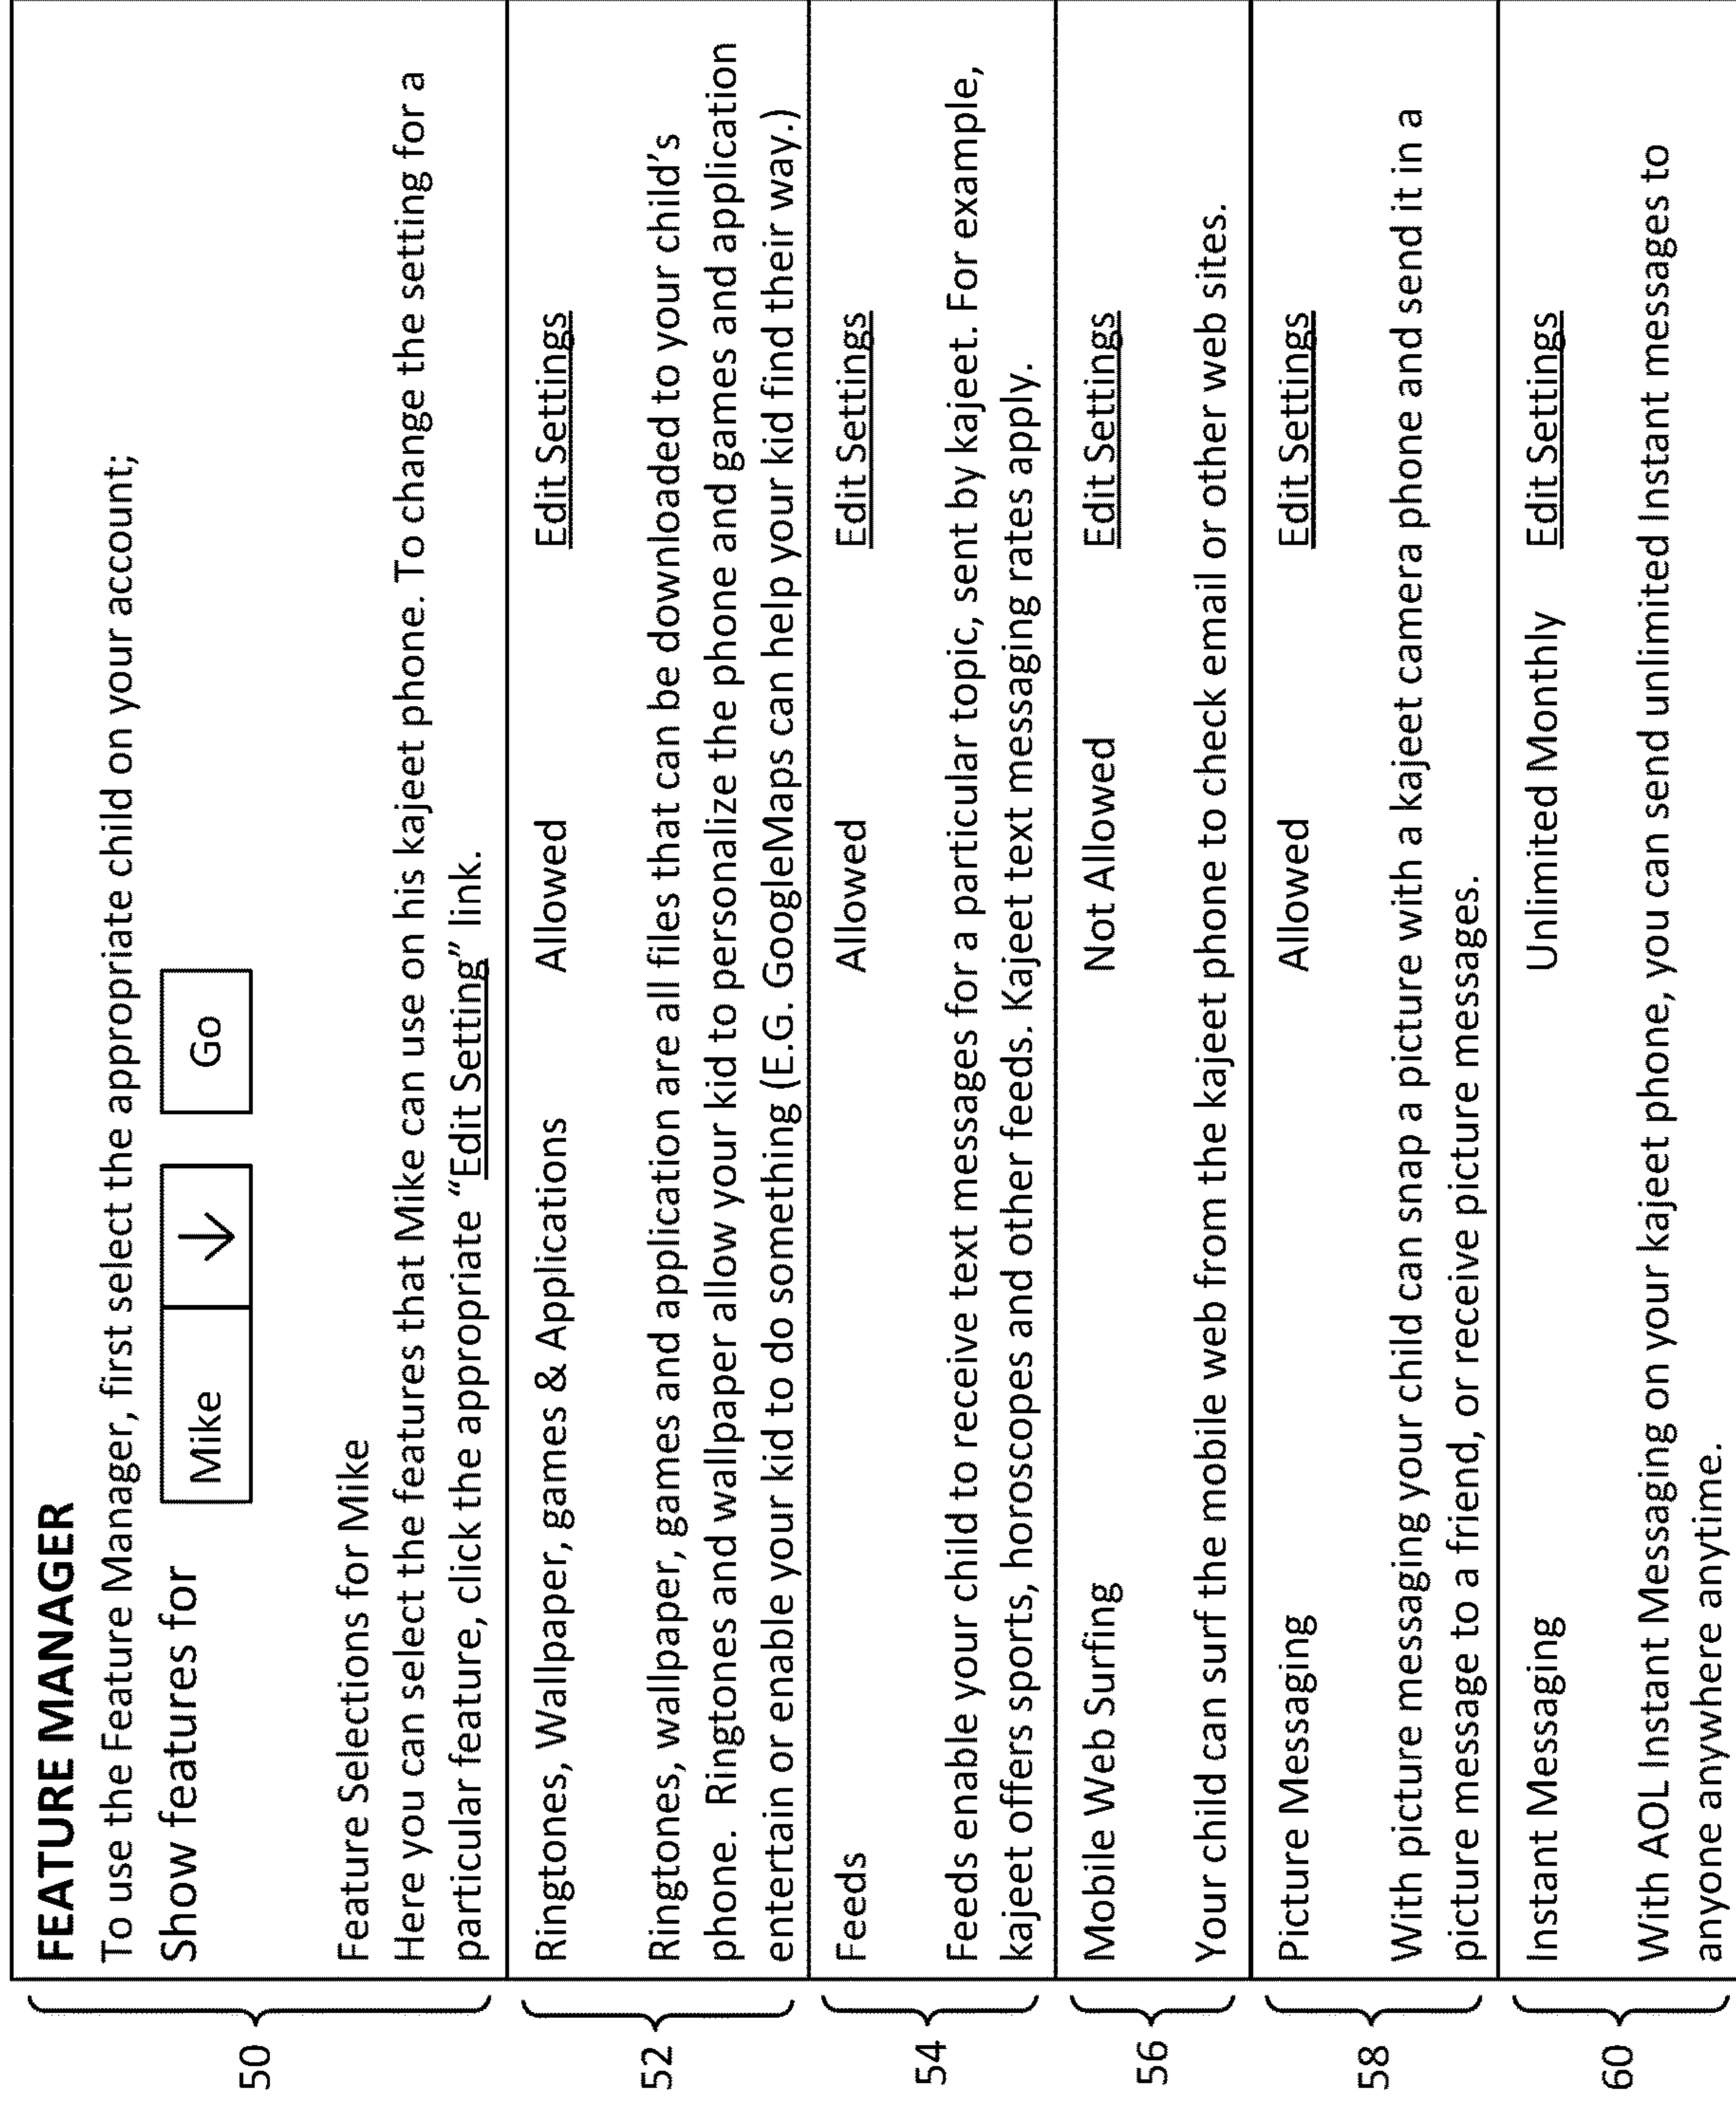 FEATURE MANAGER
To use the Feature Manager, first select the appropriate child on your account;
Show features for Mike ↓ Go
50
Feature Selections for Mike
Here you can select the features that Mike can use on his kajeet phone. To change the setting for a
particular feature, click the appropriate “Edit Setting” link.
Ringtones, Wallpaper, games & Applications Allowed Edit Settings
52
Ringtones, wallpaper, games and application are all files that can be downloaded to your child’s
phone. Ringtones and wallpaper allow your kid to personalize the phone and games and application
entertain or enable your kid to do something (E.G. GoogleMaps can help your kid find their way.)
Feeds Allowed Edit Settings
54
Feeds enable your child to receive text messages for a particular topic, sent by kajeet. For example,
kajeet offers sports, horoscopes and other feeds. Kajeet text messaging rates apply.
Mobile Web Surfing Not Allowed Edit Settings
56
Your child can surf the mobile web from the kajeet phone to check email or other web sites.
Picture Messaging Allowed Edit Settings
58
With picture messaging your child can snap a picture with a kajeet camera phone and send it in a
picture message to a friend, or receive picture messages.
Instant Messaging Unlimited Monthly Edit Settings
60
With AOL Instant Messaging on your kajeet phone, you can send unlimited Instant messages to
anyone anywhere anytime.